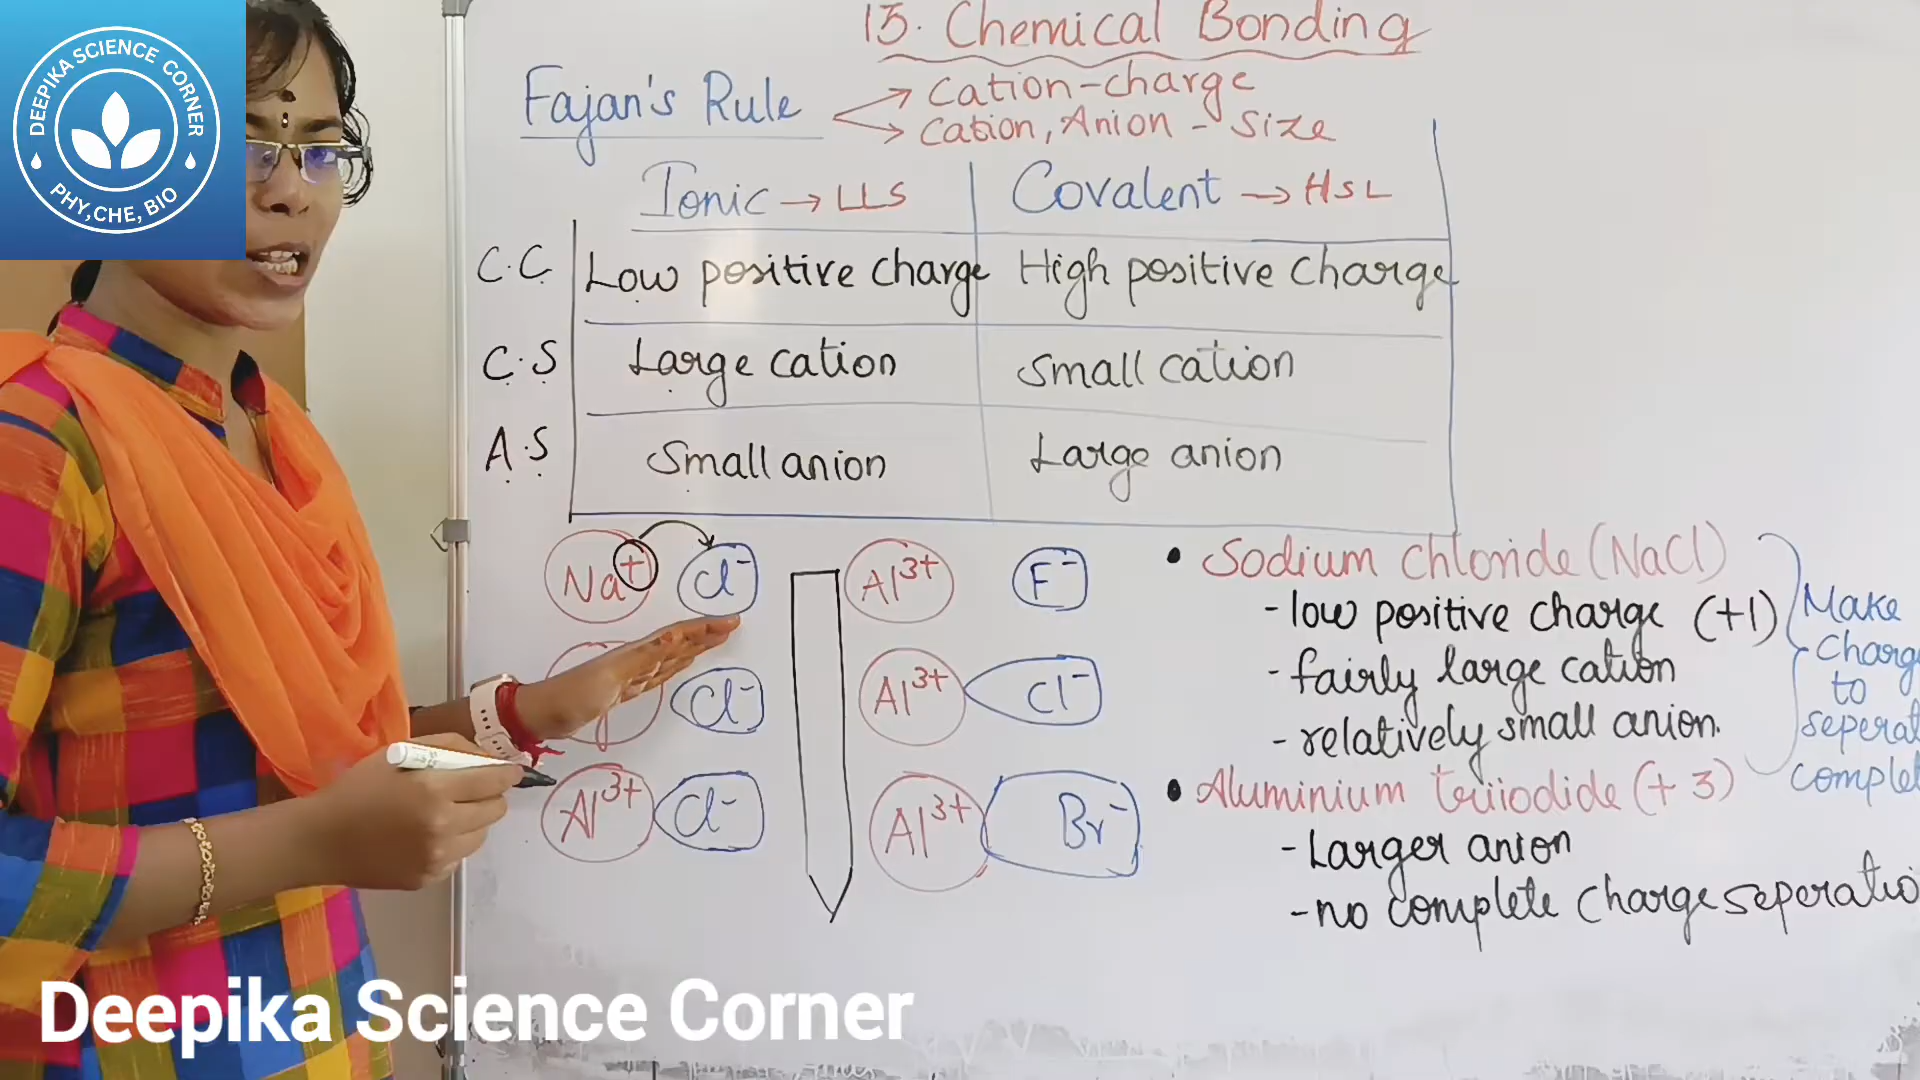 DEEPIKA SCIENCE CORNER
PHY,CHE, BIO
15. Chemical Bonding
Fajan's Rule
Cation-charge
Cation, Anion - Size
Ionic → LLS
Covalent → HSL
C.C
Low positive charge
High positive charge
C.S
Large cation
Small cation
A.S
Small anion
Large anion
Na+
Cl-
Al3+
F-
Cl-
Al3+
Cl-
Al3+
Cl-
Al3+
Br-
• Sodium chloride (NaCl)
- low positive charge (+1)
- fairly large cation
- relatively small anion.
Make
Charg
to
seperat
complet
• Aluminium triiodide (+3)
- Larger anion
- no complete charge seperatio
Deepika Science Corner